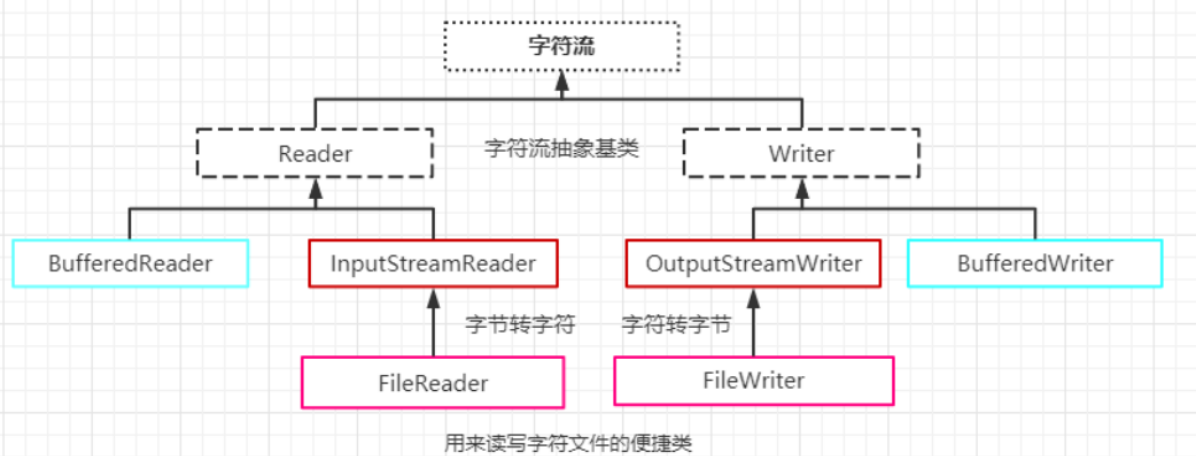 字符流
Reader
字符流抽象基类
Writer
BufferedReader
InputStreamReader
OutputStreamWriter
BufferedWriter
字节转字符
字符转字节
FileReader
FileWriter
用来读写字符文件的便捷类